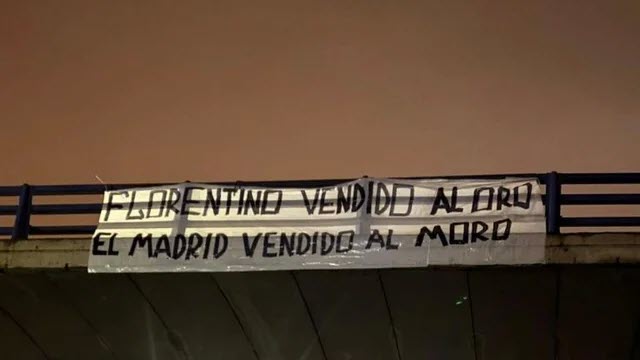 FLORENTINO VENDIDO AL ORO
EL MADRID VENDIDO AL MORO